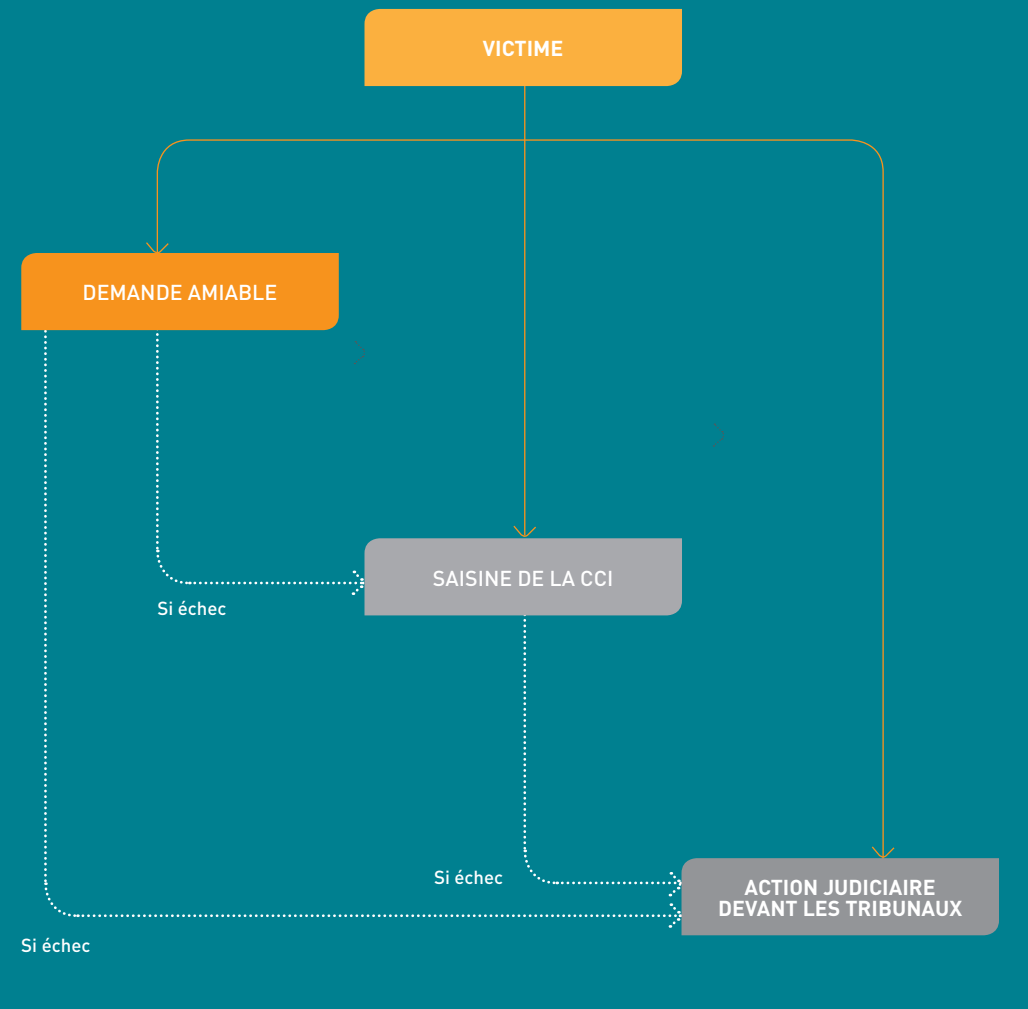 VICTIME
DEMANDE AMIABLE
SAISINE DE LA CCI
Si échec
Si échec
ACTION JUDICIAIRE
DEVANT LES TRIBUNAUX
Si échec